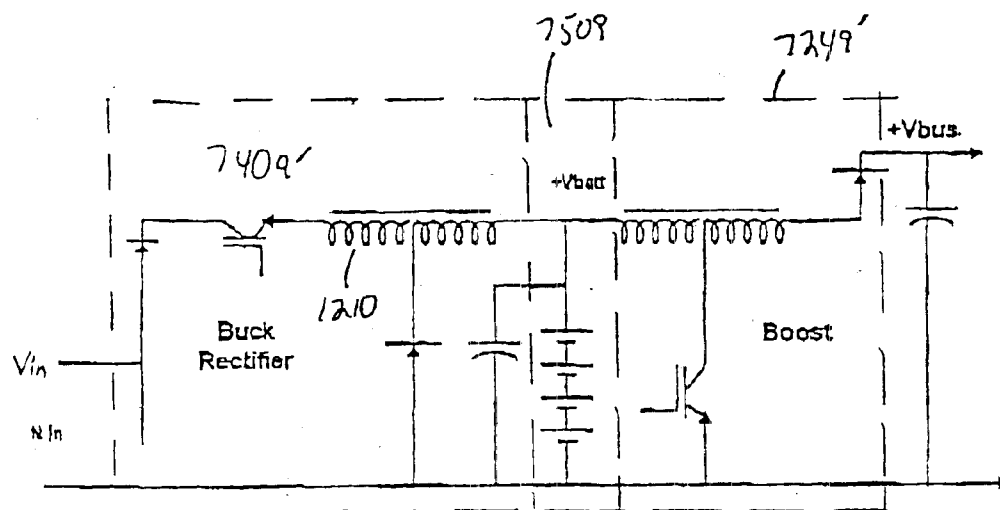 7509
7249'
+Vbus.
7409'
+Vbatt
1210
Buck
Rectifier
Boost
Vin
N In